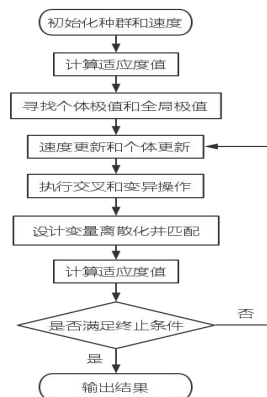 初始化种群和速度
计算适应度值
寻找个体极值和全局极值
速度更新和个体更新
执行交叉和变异操作
设计变量离散化并匹配
计算适应度值
是否满足终止条件
否
是
输出结果